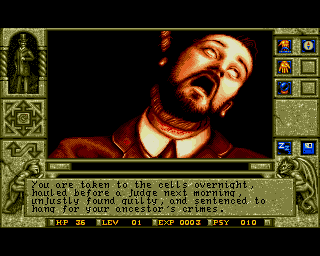 You are taken to the cells overnight,
hauled before a judge next morning,
unjustly found guilty, and sentenced to
hang for your ancestor's crimes.
HP 36 LEV 01 EXP 0003 PSY 010